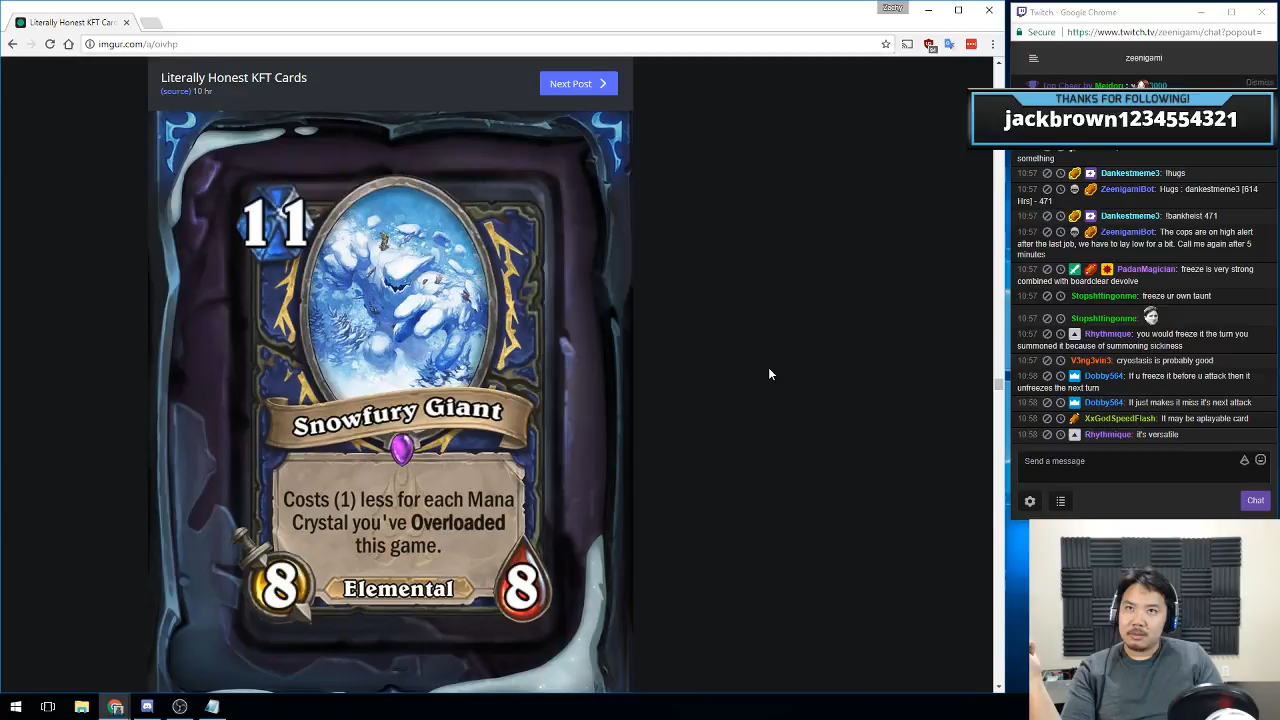 Literally Honest KFT Card
Zachy
imgur.com/a/oivhp
Literally Honest KFT Cards
(source) 10 hr
Next Post
11
Snowfury Giant
Costs (1) less for each Mana
Crystal you've Overloaded
this game.
8
Elemental
8
Twitch - Google Chrome
Secure
https://www.twitch.tv/zeenigami/chat?popout=
zeenigami
Dismiss
Top Cheer by Meidori :
THANKS FOR FOLLOWING!
jackbrown1234554321
something
10:57 Dankestmeme3: !hugs
10:57 ZeenigamiBot: Hugs : dankestmeme3 [614
Hrs] - 471
10:57 Dankestmeme3: !bankheist 471
10:57 ZeenigamiBot: The cops are on high alert
after the last job, we have to lay low for a bit. Call me again after 5
minutes
10:57 PadanMagician: freeze is very strong
combined with boardclear devolve
10:57 Stopshttingonme: freeze ur own taunt
10:57 Stopshttingonme:
10:57 Rhythmique: you would freeze it the turn you
summoned it because of summoning sickness
10:57 V3ng3vin3: cryostasis is probably good
10:58 Dobby564: If u freeze it before u attack then it
unfreezes the next turn
10:58 Dobby564: It just makes it miss it's next attack
10:58 XxGodSpeedFlash: It may be aplayable card
10:58 Rhythmique: it's versatile
Send a message
Chat